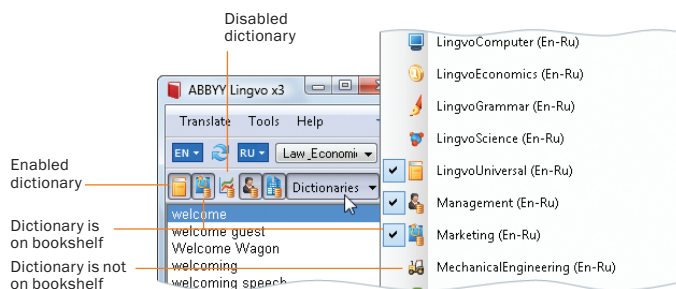 Disabled
dictionary
Enabled
dictionary
Dictionary is
on bookshelf
Dictionary is not
on bookshelf
ABBYY Lingvo x3
Translate Tools Help
EN RU Law_Economi
Dictionaries
welcome
welcome guest
Welcome Wagon
welcoming
welcoming speech
LingvoComputer (En-Ru)
LingvoEconomics (En-Ru)
LingvoGrammar (En-Ru)
LingvoScience (En-Ru)
LingvoUniversal (En-Ru)
Management (En-Ru)
Marketing (En-Ru)
MechanicalEngineering (En-Ru)